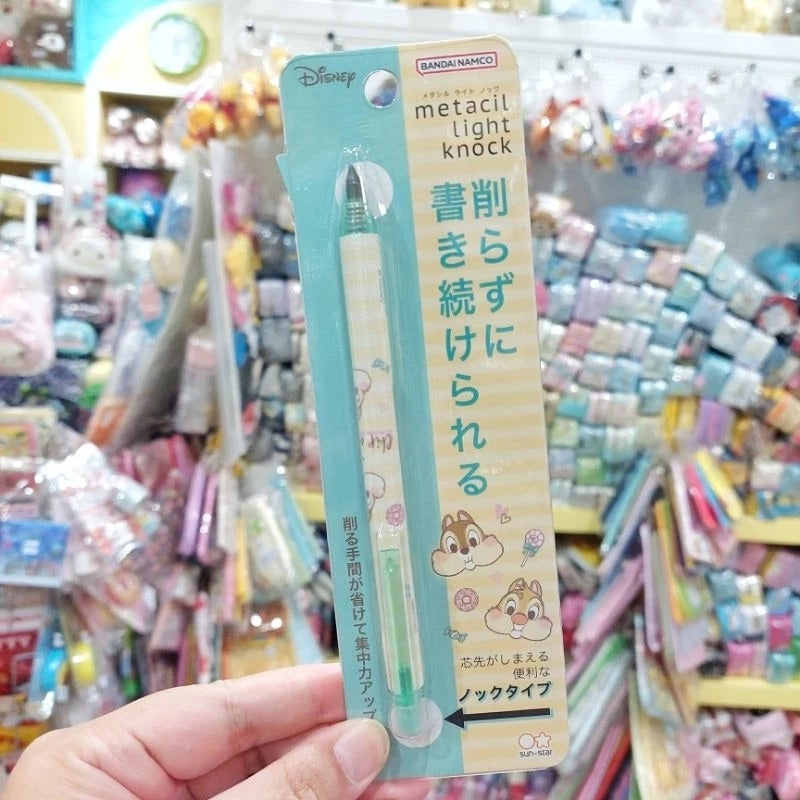 Disney
BANDAI NAMCO
メタシル ライト ノック
metacil
light
knock
削らずに
書き続けられる
削る手間が省けて集中力アップ
芯先がしまえる
便利な
ノックタイプ
sun-star